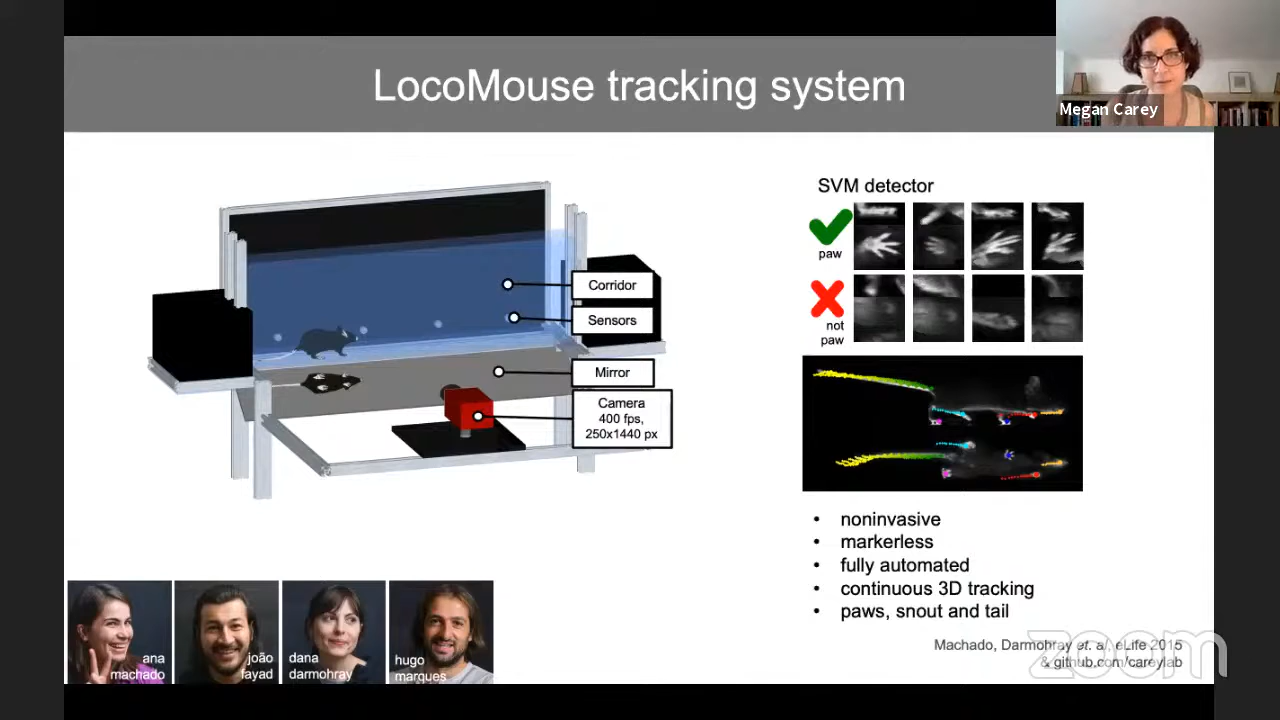 LocoMouse tracking system
Megan Carey
SVM detector
paw
not
paw
Corridor
Sensors
Mirror
Camera
400 fps,
250x1440 px
• noninvasive
• markerless
• fully automated
• continuous 3D tracking
• paws, snout and tail
Machado, Darmohray et. al, eLife 2015
& github.com/careylab
zoom
ana
machado
joão
fayad
dana
darmohray
hugo
marques